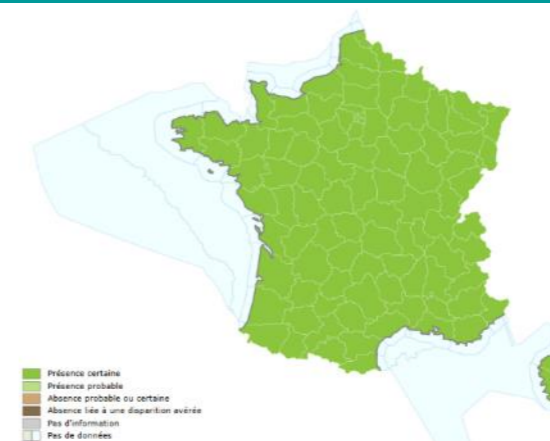 Présence certaine
Présence probable
Absence probable ou certaine
Absence liée à une disparition avérée
Pas d'information
Pas de données